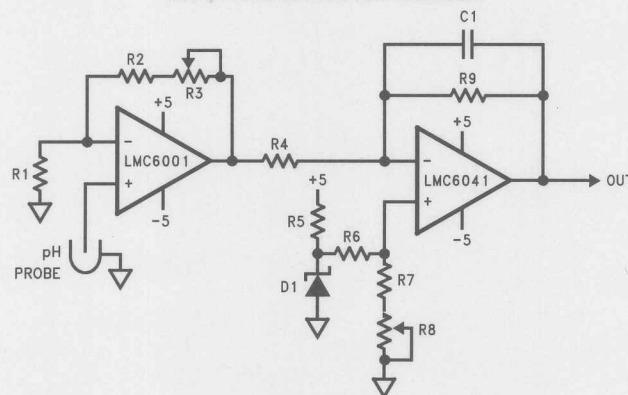 C1
R2
R3
R9
+5
+5
R1
−
LMC6001
+
−5
R4
−
LMC6041
+
−5
OUT
+5
R5
R6
pH
PROBE
D1
R7
R8